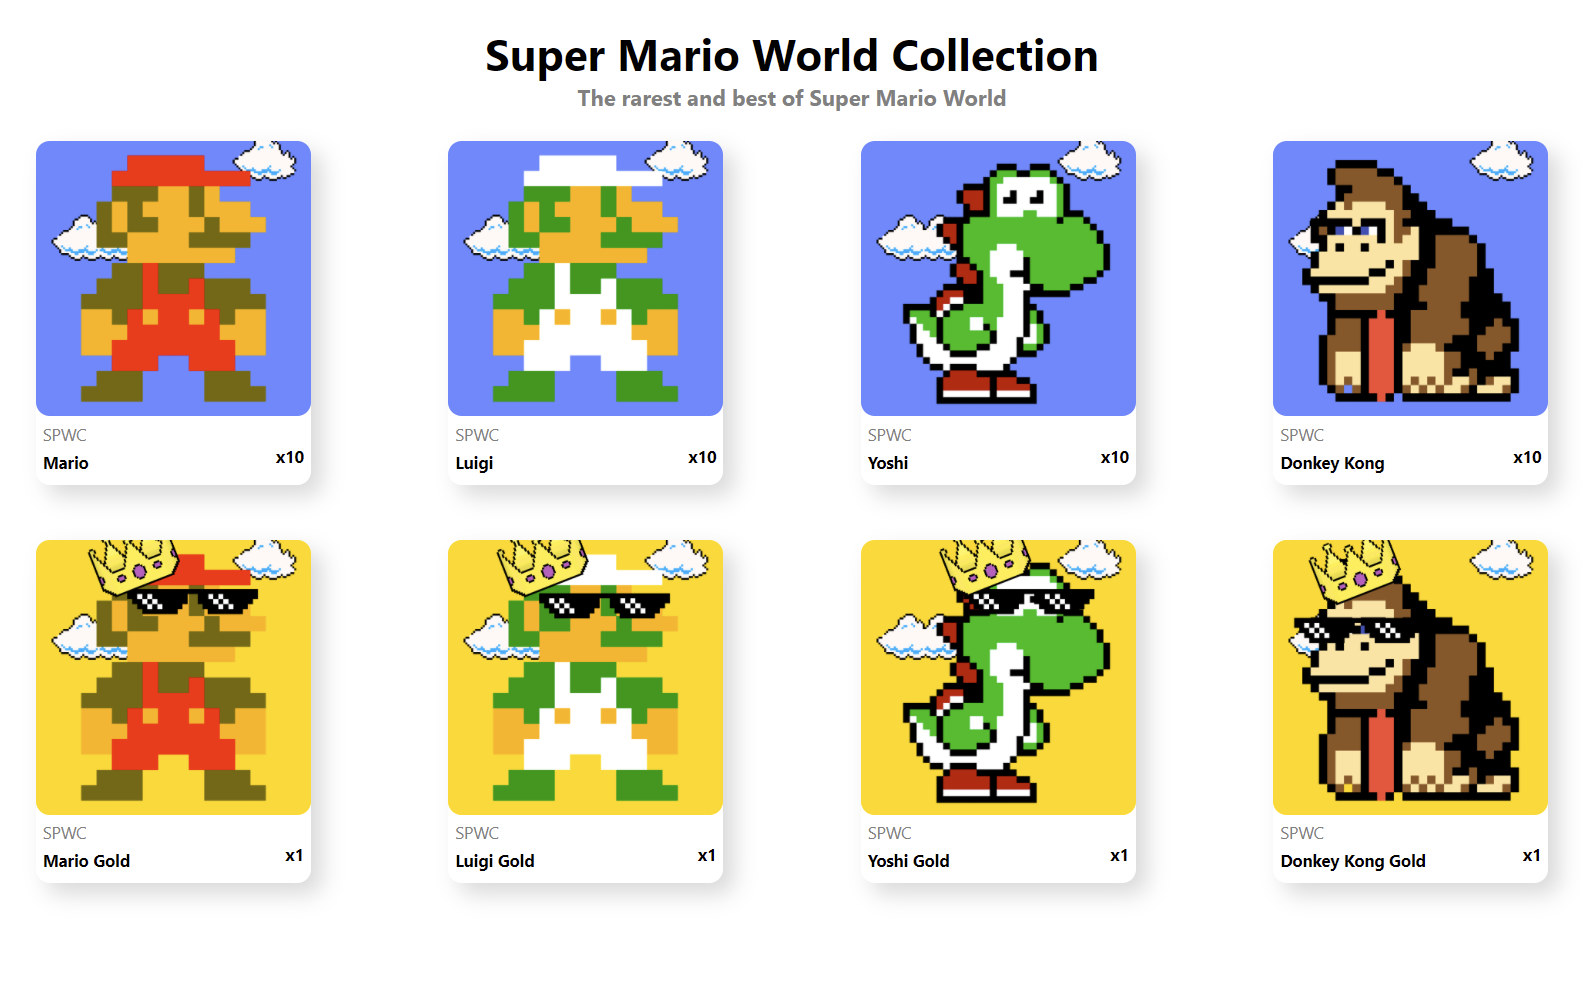 Super Mario World Collection
The rarest and best of Super Mario World
SPWC
Mario
x10
SPWC
Luigi
x10
SPWC
Yoshi
x10
SPWC
Donkey Kong
x10
SPWC
Mario Gold
x1
SPWC
Luigi Gold
x1
SPWC
Yoshi Gold
x1
SPWC
Donkey Kong Gold
x1